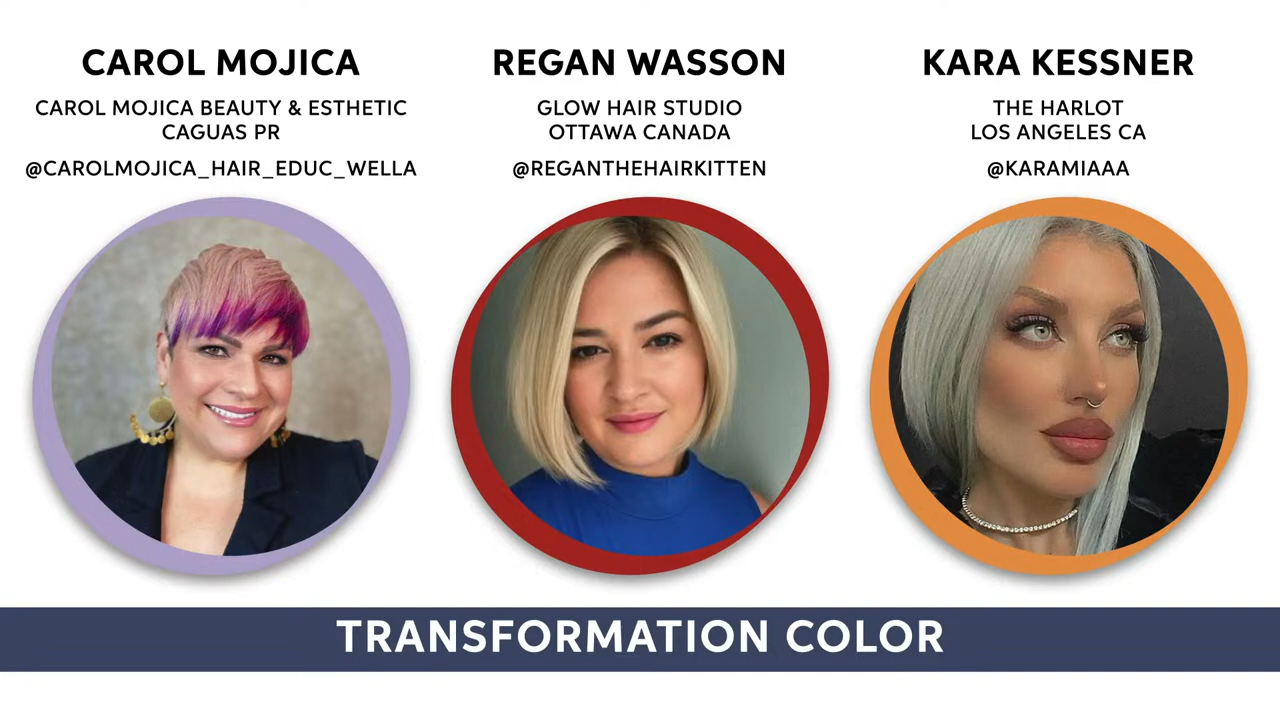 CAROL MOJICA
CAROL MOJICA BEAUTY & ESTHETIC
CAGUAS PR
@CAROLMOJICA_HAIR_EDUC_WELLA
REGAN WASSON
GLOW HAIR STUDIO
OTTAWA CANADA
@REGANTHEHAIRKITTEN
KARA KESSNER
THE HARLOT
LOS ANGELES CA
@KARAMIAAA
TRANSFORMATION COLOR